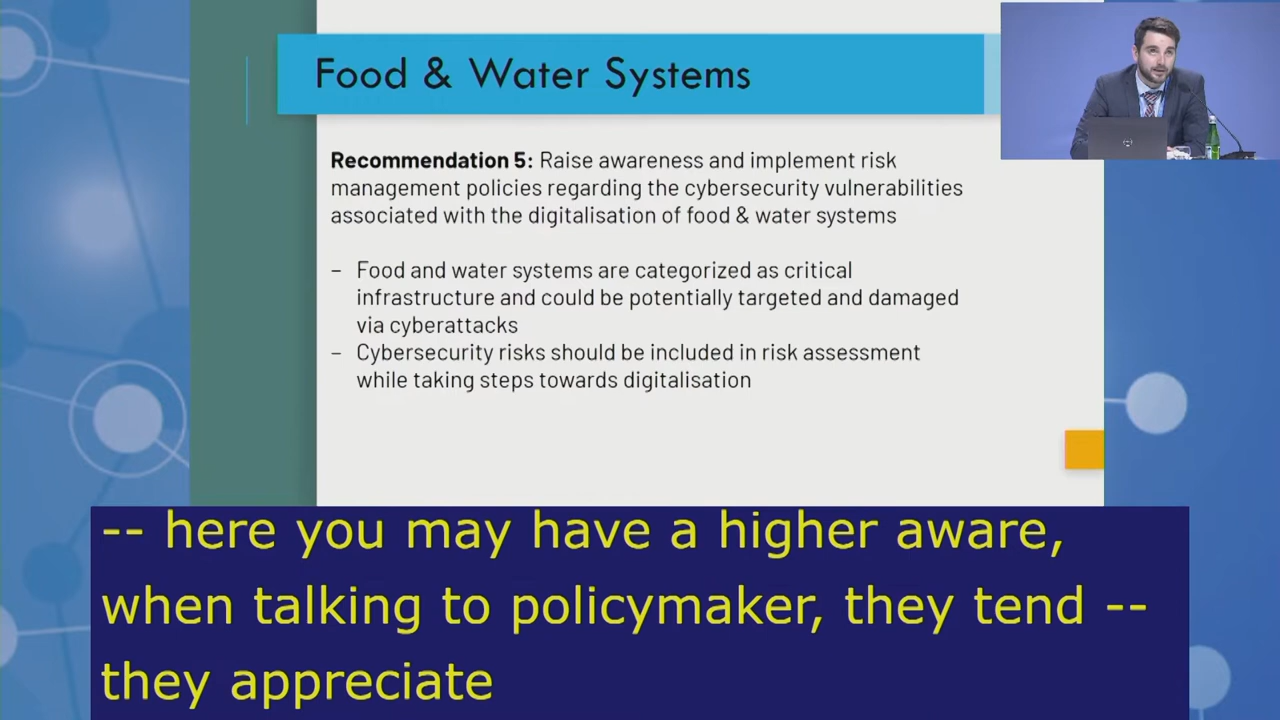 Food & Water Systems
Recommendation 5: Raise awareness and implement risk
management policies regarding the cybersecurity vulnerabilities
associated with the digitalisation of food & water systems
– Food and water systems are categorized as critical
infrastructure and could be potentially targeted and damaged
via cyberattacks
– Cybersecurity risks should be included in risk assessment
while taking steps towards digitalisation
-- here you may have a higher aware,
when talking to policymaker, they tend --
they appreciate